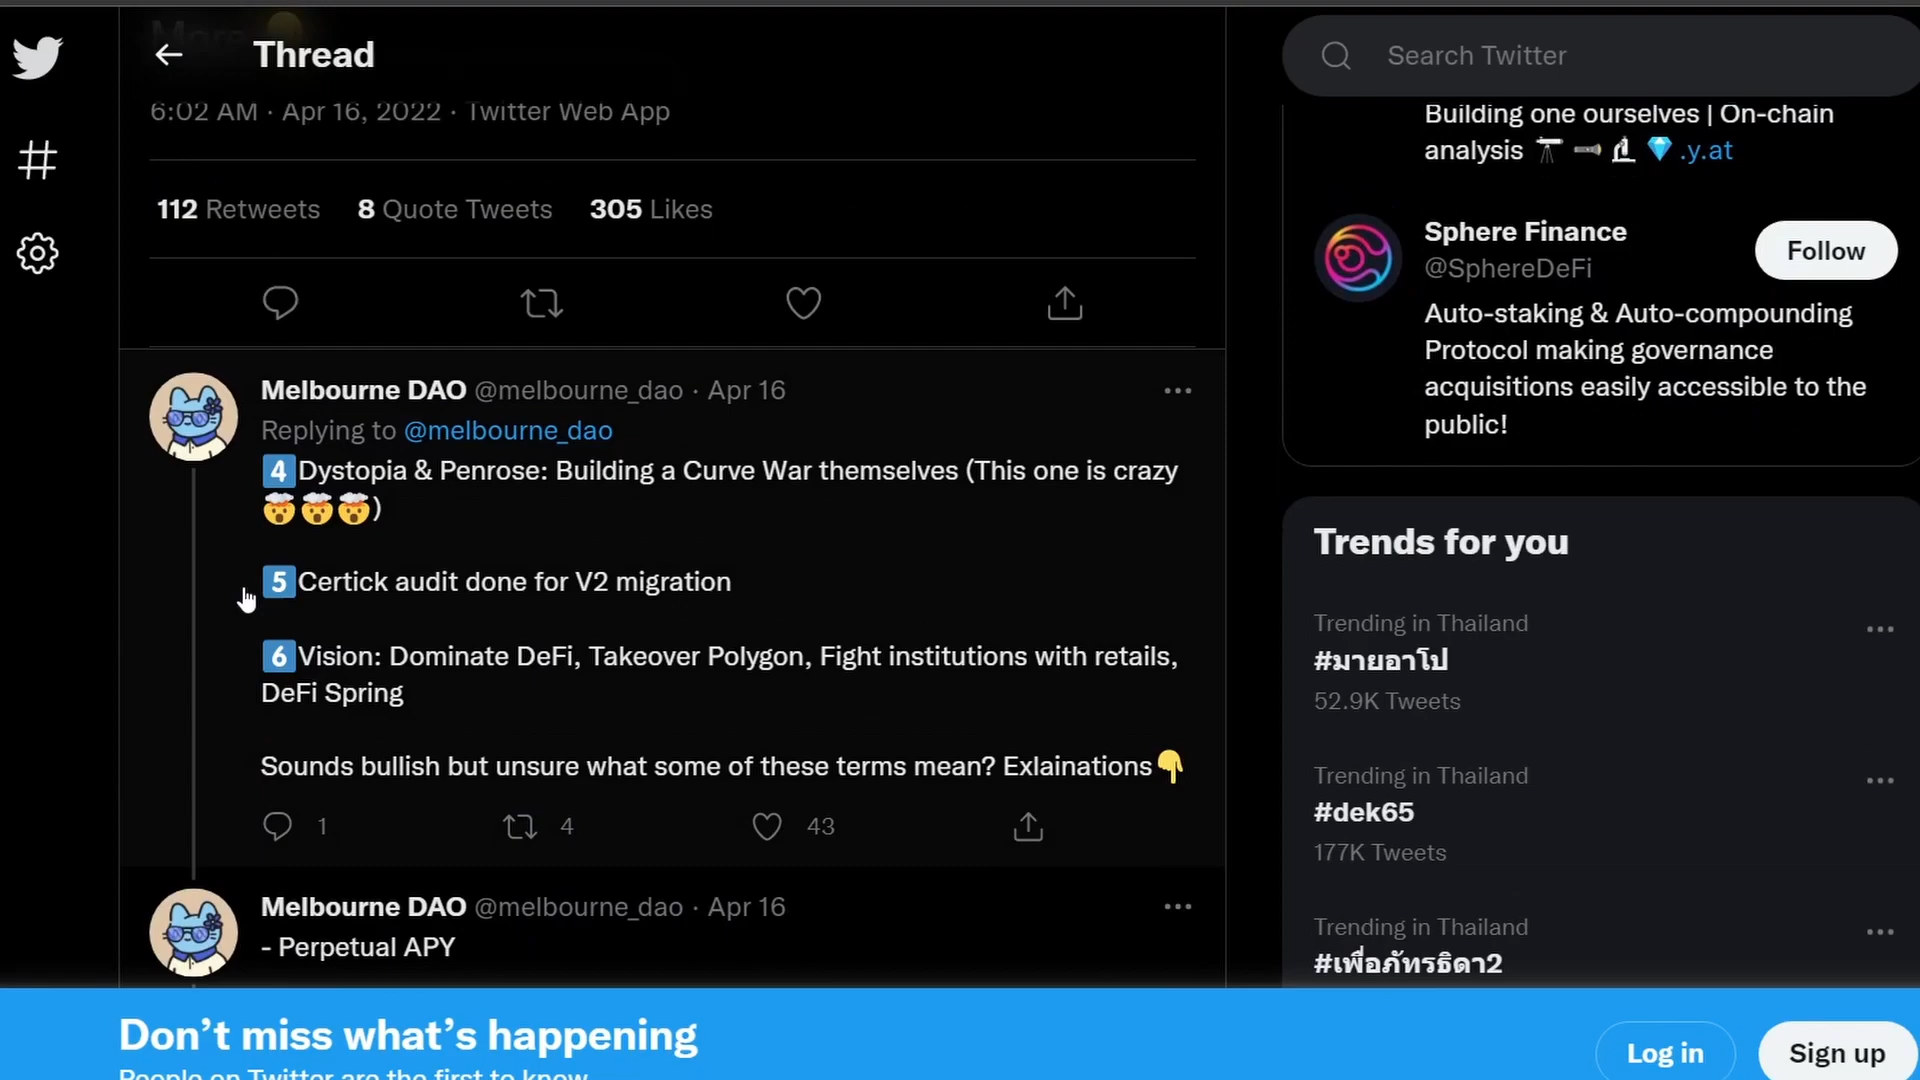 Thread
6:02 AM · Apr 16, 2022 · Twitter Web App
112 Retweets 8 Quote Tweets 305 Likes
Melbourne DAO @melbourne_dao · Apr 16
Replying to @melbourne_dao
4 Dystopia & Penrose: Building a Curve War themselves (This one is crazy
🤯🤯🤯)
5 Certick audit done for V2 migration
6 Vision: Dominate DeFi, Takeover Polygon, Fight institutions with retails,
DeFi Spring
Sounds bullish but unsure what some of these terms mean? Exlainations👇
1 4 43
Melbourne DAO @melbourne_dao · Apr 16
- Perpetual APY
Search Twitter
Building one ourselves | On-chain
analysis 🔭🔦🔬💎.y.at
Sphere Finance
@SphereDeFi
Follow
Auto-staking & Auto-compounding
Protocol making governance
acquisitions easily accessible to the
public!
Trends for you
Trending in Thailand
#มายอาโป
52.9K Tweets
Trending in Thailand
#dek65
177K Tweets
Trending in Thailand
#เพื่อภัทรธิดา2
Don’t miss what’s happening
People on Twitter are the first to know.
Log in
Sign up